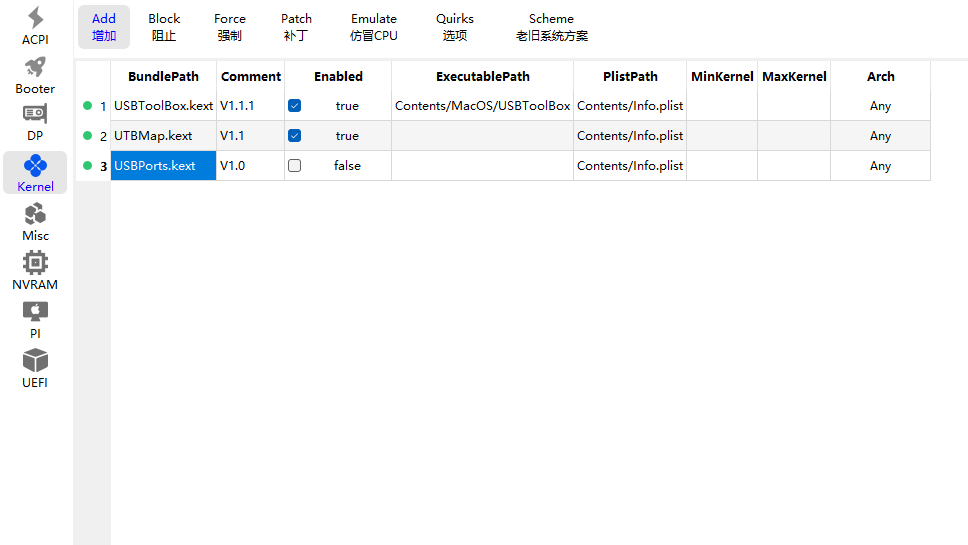 ACPI
Booter
DP
Kernel
Misc
NVRAM
PI
UEFI
Add Block Force Patch Emulate Quirks Scheme
增加 阻止 强制 补丁 仿冒CPU 选项 老旧系统方案
BundlePath Comment Enabled ExecutablePath PlistPath MinKernel MaxKernel Arch
1 USBToolBox.kext V1.1.1 true Contents/MacOS/USBToolBox Contents/Info.plist Any
2 UTBMap.kext V1.1 true Contents/Info.plist Any
3 USBPorts.kext V1.0 false Contents/Info.plist Any